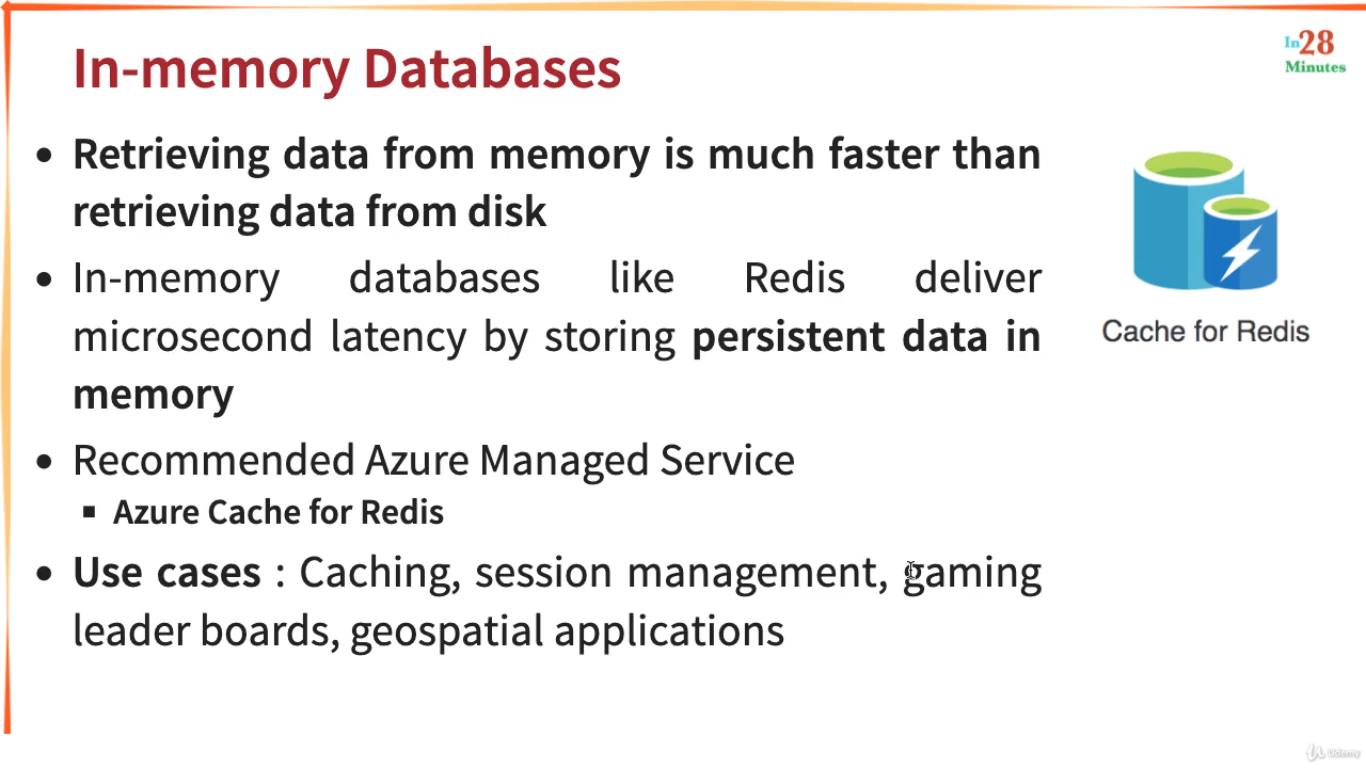 In-memory Databases
In28
Minutes
• Retrieving data from memory is much faster than
retrieving data from disk
• In-memory databases like Redis deliver
microsecond latency by storing persistent data in
memory
Cache for Redis
• Recommended Azure Managed Service
▪ Azure Cache for Redis
• Use cases : Caching, session management, gaming
leader boards, geospatial applications
Udemy